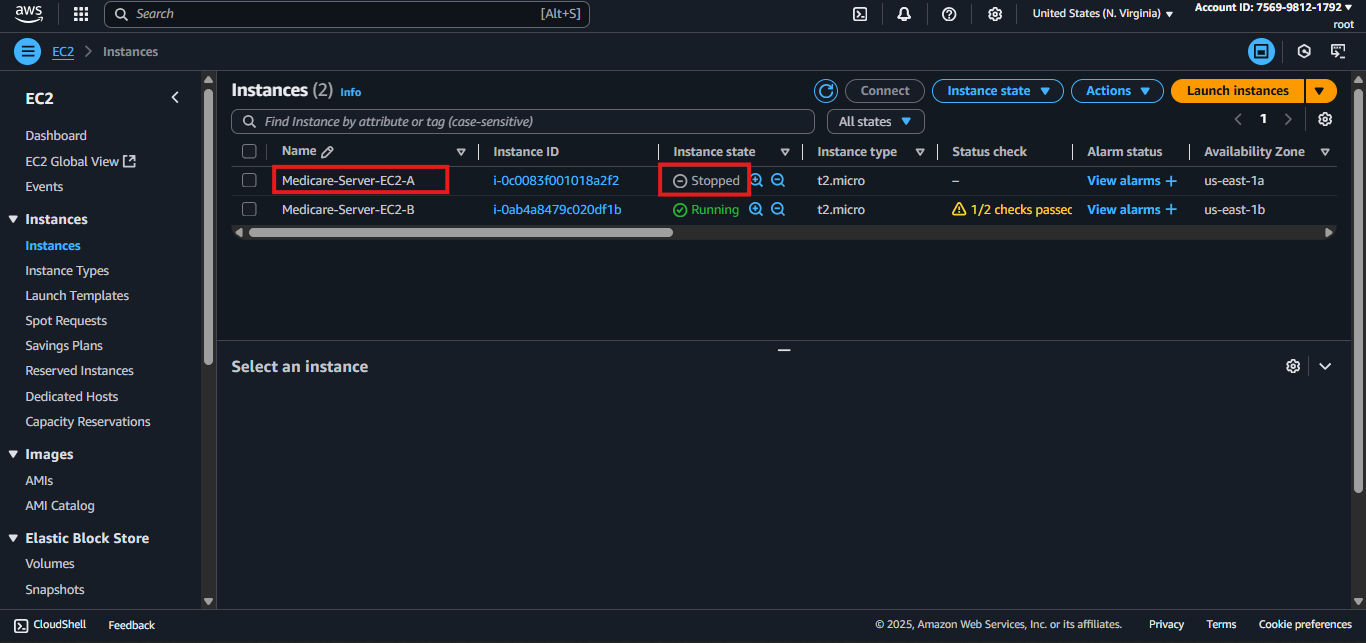 aws
Search [Alt+S]
United States (N. Virginia)
Account ID: 7569-9812-1792
root
EC2 Instances
EC2
Dashboard
EC2 Global View
Events
Instances
Instances
Instance Types
Launch Templates
Spot Requests
Savings Plans
Reserved Instances
Dedicated Hosts
Capacity Reservations
Images
AMIs
AMI Catalog
Elastic Block Store
Volumes
Snapshots
Instances (2) Info
Connect Instance state Actions Launch instances
Find Instance by attribute or tag (case-sensitive) All states 1
Name Instance ID Instance state Instance type Status check Alarm status Availability Zone
Medicare-Server-EC2-A i-0c0083f001018a2f2 Stopped t2.micro – View alarms + us-east-1a
Medicare-Server-EC2-B i-0ab4a8479c020df1b Running t2.micro 1/2 checks passec View alarms + us-east-1b
Select an instance
CloudShell Feedback © 2025, Amazon Web Services, Inc. or its affiliates. Privacy Terms Cookie preferences